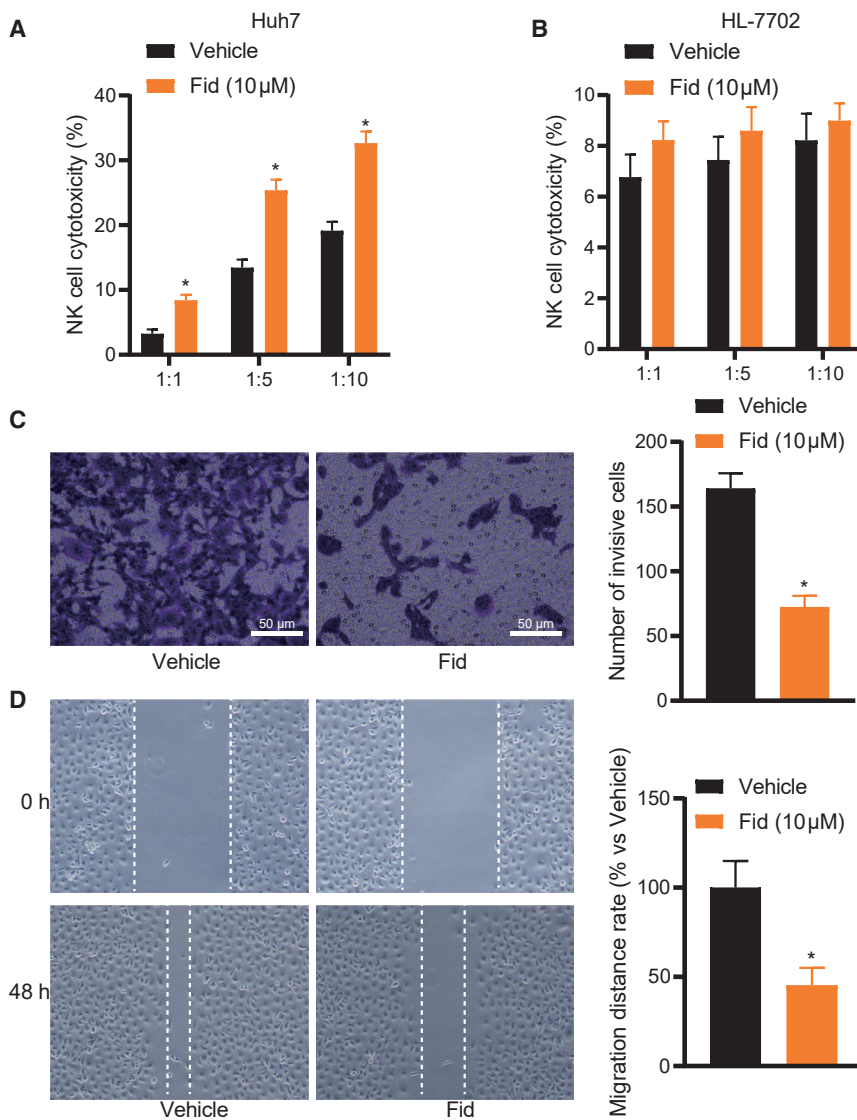 A
Huh7
Vehicle
Fid (10μM)
NK cell cytotoxicity (%)
40
30
20
10
0
*
*
*
1:1
1:5
1:10
B
HL-7702
Vehicle
Fid (10μM)
NK cell cytotoxicity (%)
10
8
6
4
2
0
1:1
1:5
1:10
C
50 μm
50 μm
Vehicle
Fid
Vehicle
Fid (10μM)
Number of invisive cells
200
150
100
50
0
*
D
0 h
48 h
Vehicle
Fid
Vehicle
Fid (10μM)
Migration distance rate (% vs Vehicle)
150
100
50
0
*